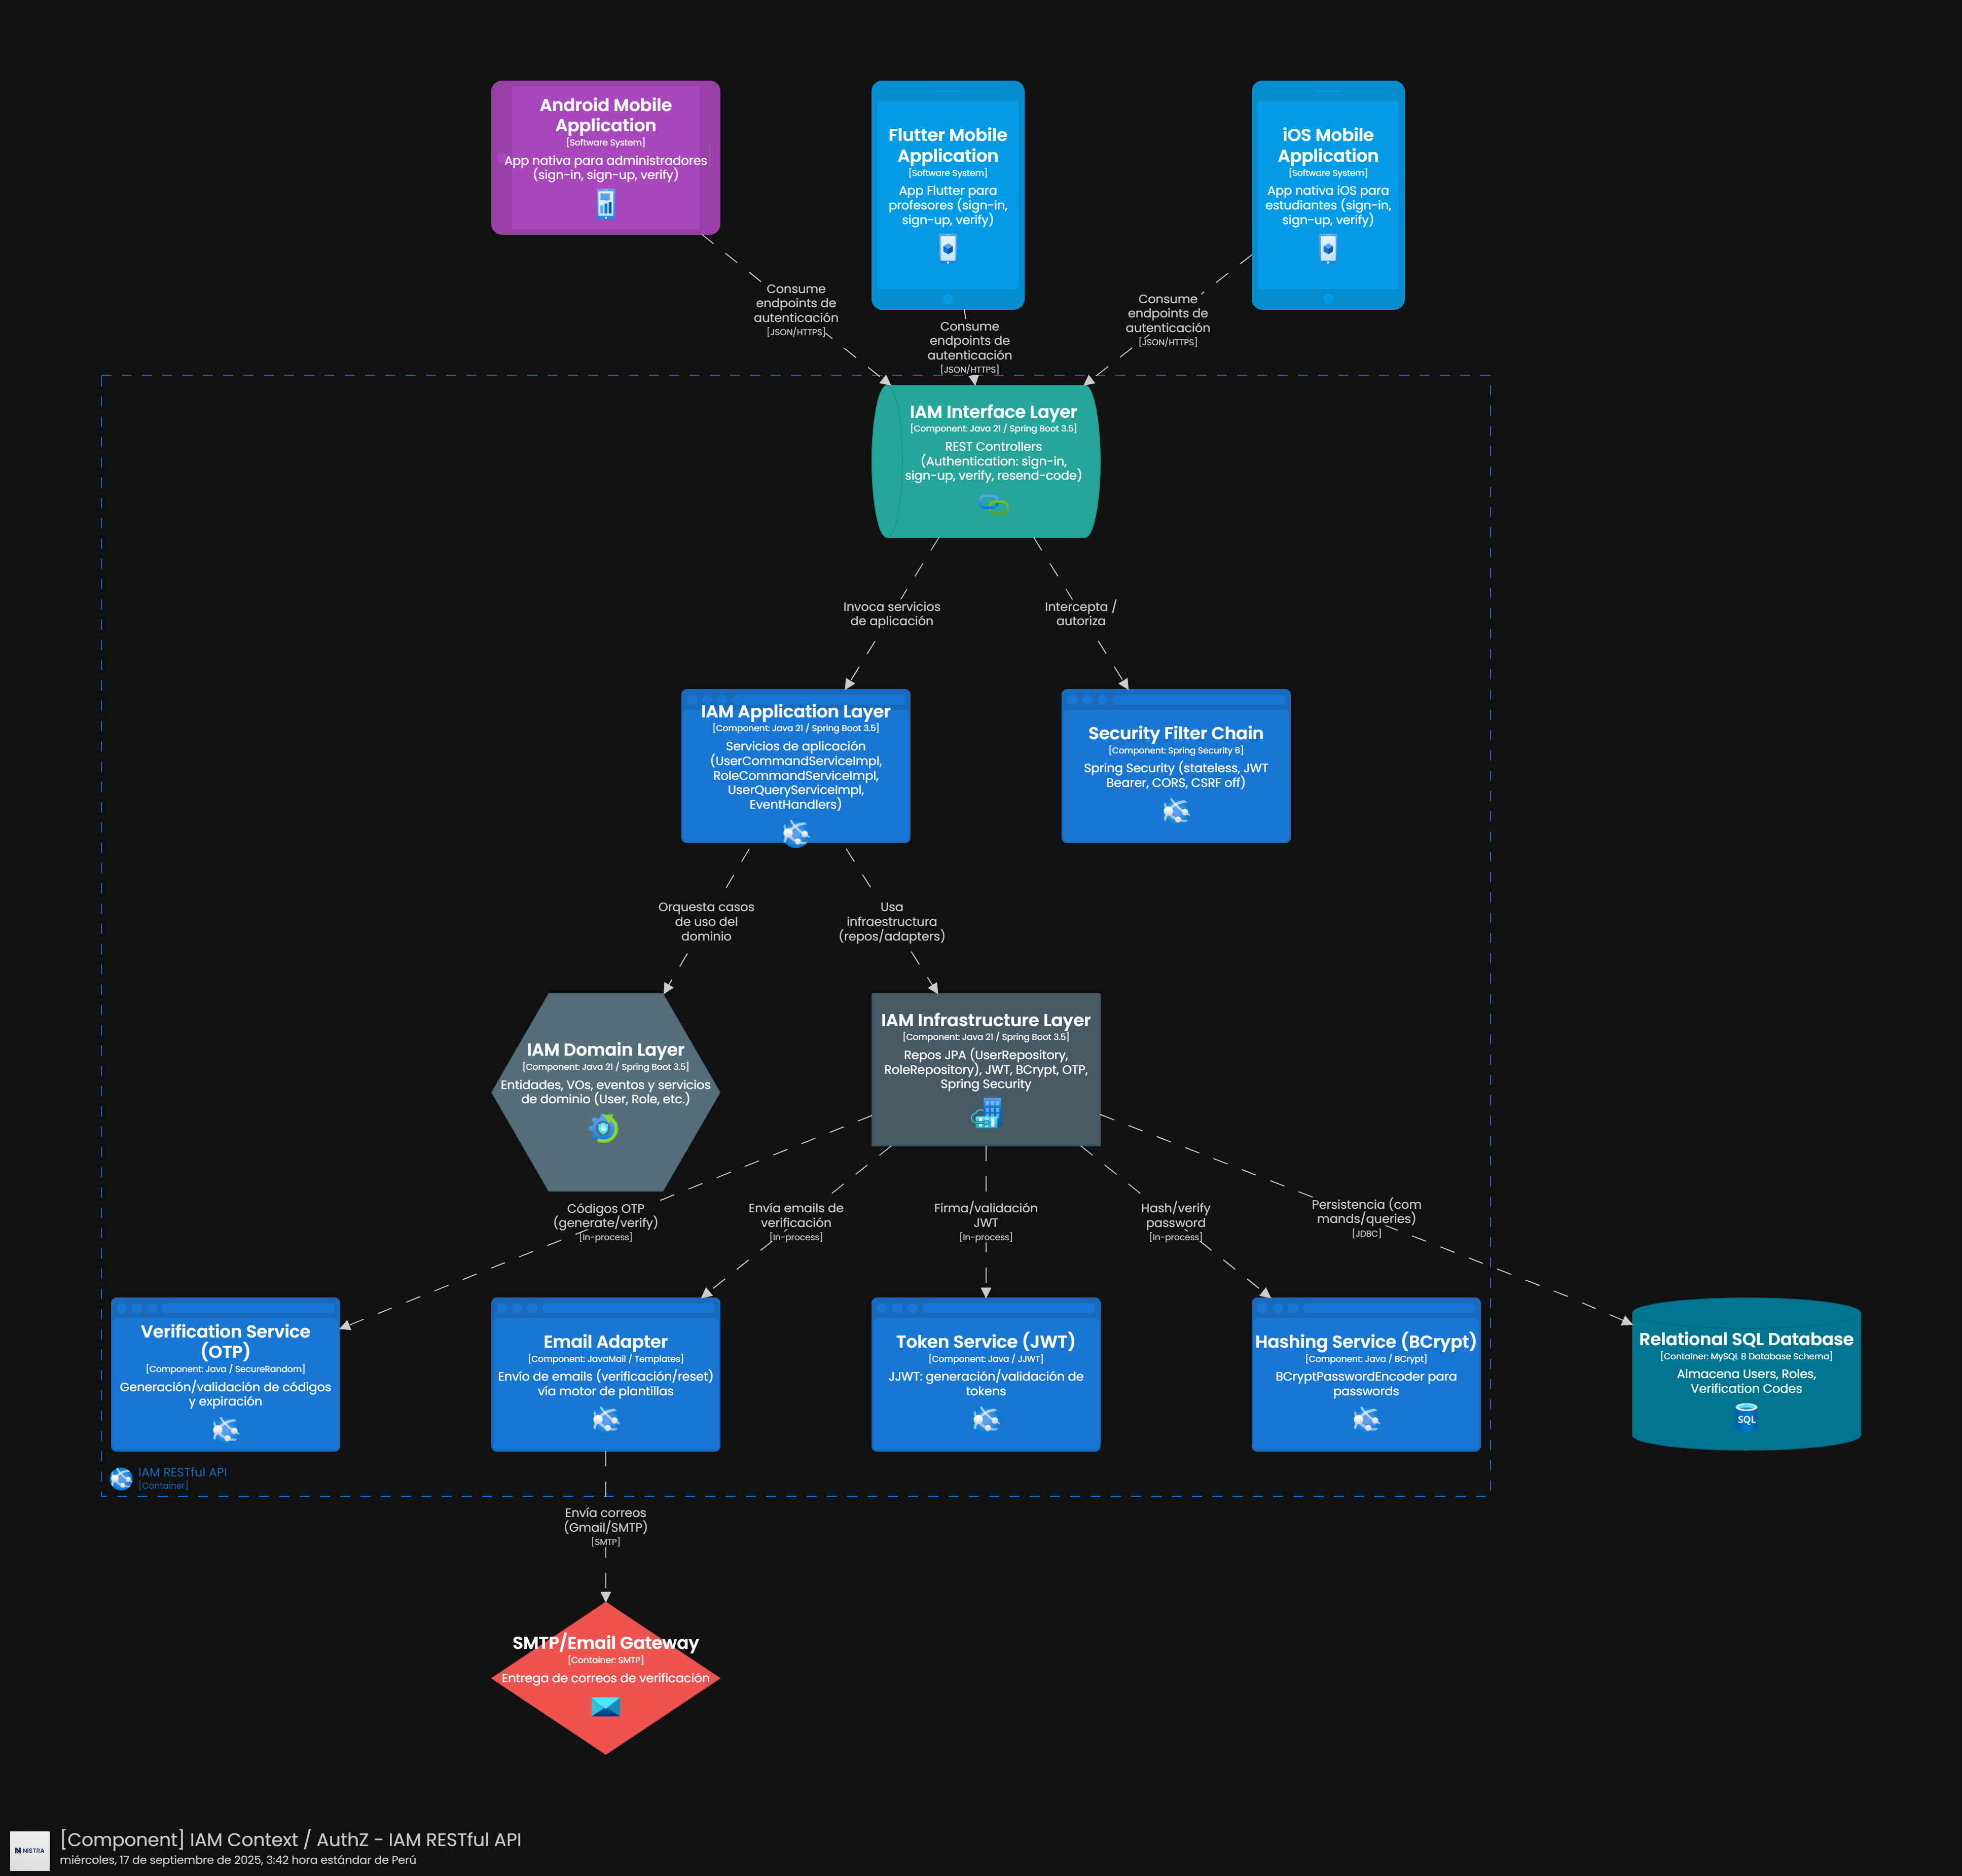 Android Mobile
Application
[Software System]
App nativa para administradores
(sign-in, sign-up, verify)
Flutter Mobile
Application
[Software System]
App Flutter para
profesores (sign-in,
sign-up, verify)
iOS Mobile
Application
[Software System]
App nativa iOS para
estudiantes (sign-in,
sign-up, verify)
Consume
endpoints de
autenticación
[JSON/HTTPS]
Consume
endpoints de
autenticación
[JSON/HTTPS]
Consume
endpoints de
autenticación
[JSON/HTTPS]
IAM Interface Layer
[Component: Java 21 / Spring Boot 3.5]
REST Controllers
(Authentication: sign-in,
sign-up, verify, resend-code)
Invoca servicios
de aplicación
Intercepta /
autoriza
IAM Application Layer
[Component: Java 21 / Spring Boot 3.5]
Servicios de aplicación
(UserCommandServiceImpl,
RoleCommandServiceImpl,
UserQueryServiceImpl,
EventHandlers)
Security Filter Chain
[Component: Spring Security 6]
Spring Security (stateless, JWT
Bearer, CORS, CSRF off)
Orquesta casos
de uso del
dominio
Usa
infraestructura
(repos/adapters)
IAM Domain Layer
[Component: Java 21 / Spring Boot 3.5]
Entidades, VOs, eventos y servicios
de dominio (User, Role, etc.)
IAM Infrastructure Layer
[Component: Java 21 / Spring Boot 3.5]
Repos JPA (UserRepository,
RoleRepository), JWT, BCrypt, OTP,
Spring Security
Códigos OTP
(generate/verify)
[In-process]
Envía emails de
verificación
[In-process]
Firma/validación
JWT
[In-process]
Hash/verify
password
[In-process]
Persistencia (com
mands/queries)
[JDBC]
Verification Service
(OTP)
[Component: Java / SecureRandom]
Generación/validación de códigos
y expiración
Email Adapter
[Component: JavaMail / Templates]
Envío de emails (verificación/reset)
vía motor de plantillas
Token Service (JWT)
[Component: Java / JJWT]
JJWT: generación/validación de
tokens
Hashing Service (BCrypt)
[Component: Java / BCrypt]
BCryptPasswordEncoder para
passwords
Relational SQL Database
[Container: MySQL 8 Database Schema]
Almacena Users, Roles,
Verification Codes
SQL
IAM RESTful API
[Container]
Envía correos
(Gmail/SMTP)
[SMTP]
SMTP/Email Gateway
[Container: SMTP]
Entrega de correos de verificación
NISTRA
[Component] IAM Context / AuthZ - IAM RESTful API
miércoles, 17 de septiembre de 2025, 3:42 hora estándar de Perú